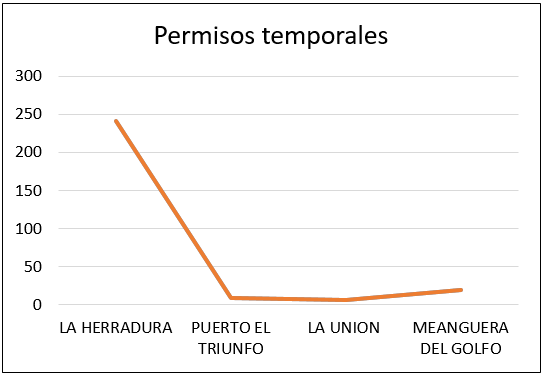 Permisos temporales
300
250
200
150
100
50
0
LA HERRADURA
PUERTO EL
TRIUNFO
LA UNION
MEANGUERA
DEL GOLFO